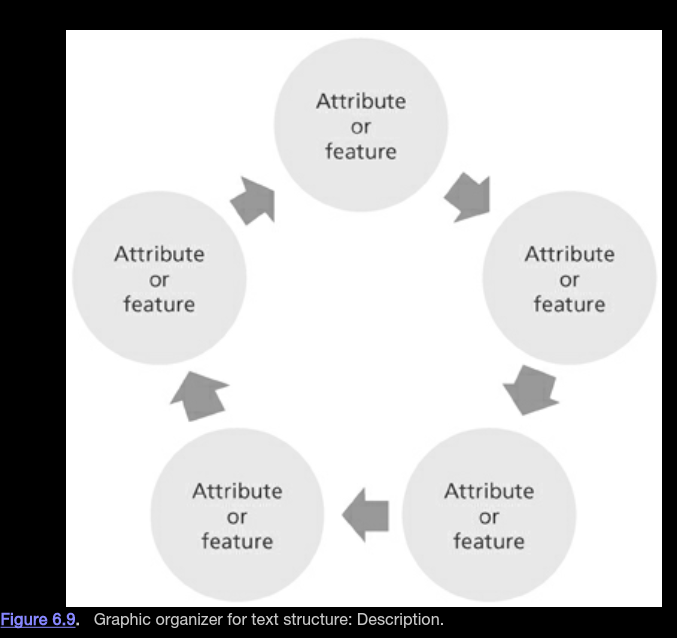 Attribute
or
feature
Attribute
or
feature
Attribute
or
feature
Attribute
or
feature
Attribute
or
feature
Figure 6.9. Graphic organizer for text structure: Description.